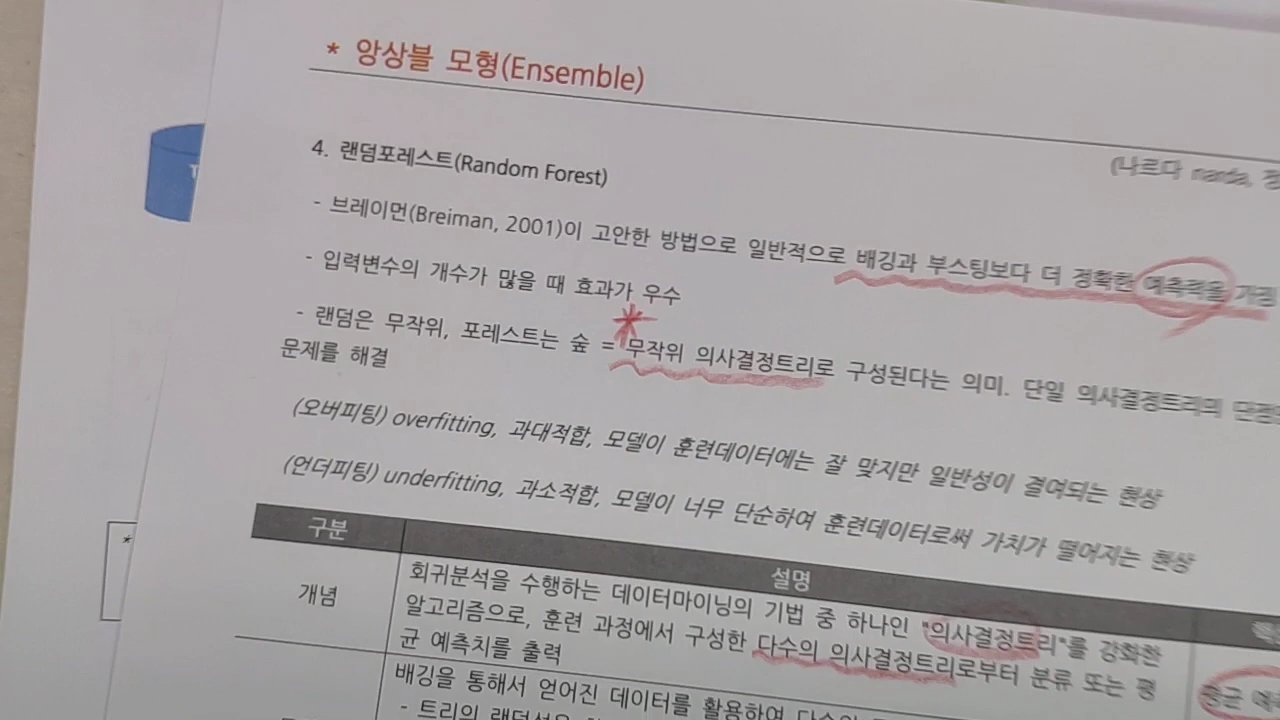 * 앙상블 모형(Ensemble)
(나르다 narda, 정
4. 랜덤포레스트(Random Forest)
- 브레이먼(Breiman, 2001)이 고안한 방법으로 일반적으로 배깅과 부스팅보다 더 정확한 예측력을 가짐
- 입력변수의 개수가 많을 때 효과가 우수
- 랜덤은 무작위, 포레스트는 숲 = 무작위 의사결정트리로 구성된다는 의미. 단일 의사결정트리의 단점
문제를 해결
(오버피팅) overfitting, 과대적합, 모델이 훈련데이터에는 잘 맞지만 일반성이 결여되는 현상
(언더피팅) underfitting, 과소적합, 모델이 너무 단순하여 훈련데이터로써 가치가 떨어지는 현상
구분 설명
개념
회귀분석을 수행하는 데이터마이닝의 기법 중 하나인 "의사결정트리"를 강화한
알고리즘으로, 훈련 과정에서 구성한 다수의 의사결정트리로부터 분류 또는 평
균 예측치를 출력
배깅을 통해서 얻어진 데이터를 활용하여
*